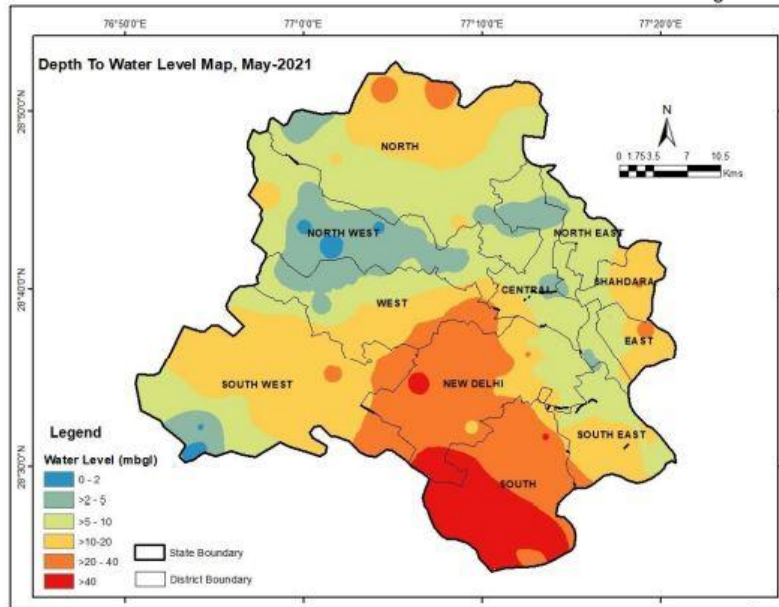 76°50'0"E 77°0'0"E 77°10'0"E 77°20'0"E
Depth To Water Level Map, May-2021
28°50'0"N
28°40'0"N
28°30'0"N
N
0 1.75 3.5 7 10.5
Kms
NORTH
NORTH WEST
NORTH EAST
SHAHDARA
CENTRAL
WEST
EAST
SOUTH WEST
NEW DELHI
SOUTH EAST
SOUTH
Legend
Water Level (mbgl)
0 - 2
>2 - 5
>5 - 10
>10-20
>20 - 40
>40
State Boundary
District Boundary